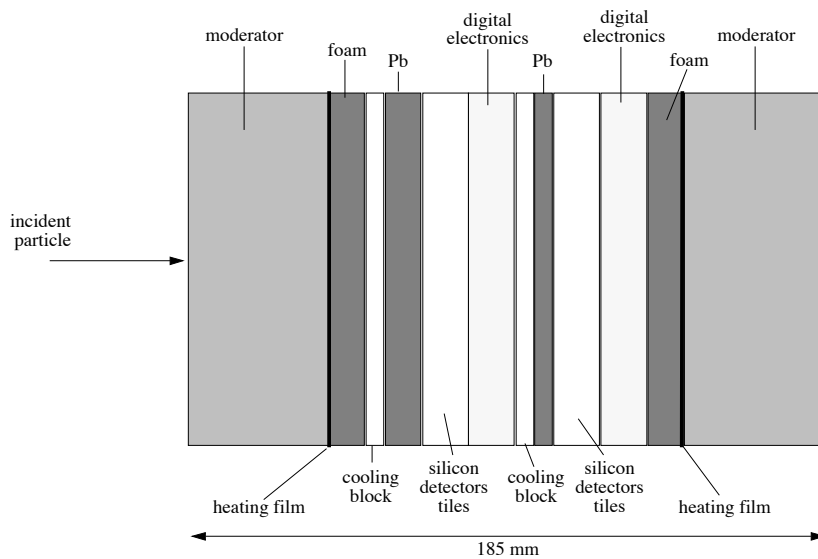 digital
electronics
digital
electronics
moderator
moderator
foam
Pb
Pb
foam
incident
particle
cooling
block
silicon
detectors
tiles
cooling
block
silicon
detectors
tiles
heating film
heating film
185 mm